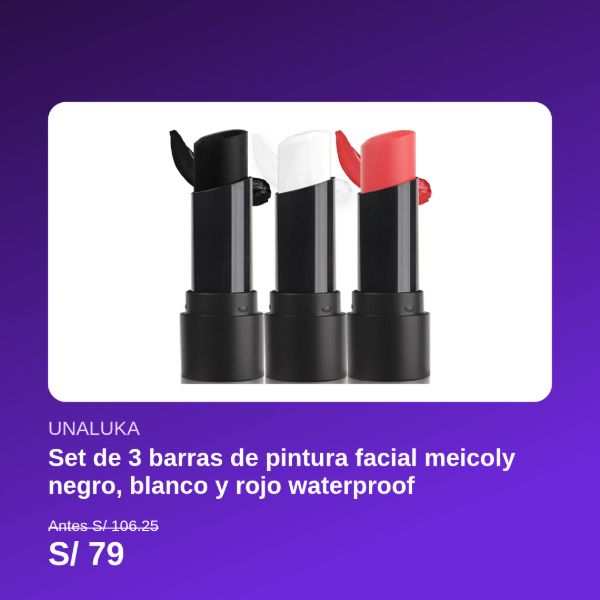 UNALUKA
Set de 3 barras de pintura facial meicoly
negro, blanco y rojo waterproof
Antes S/ 106.25
S/ 79